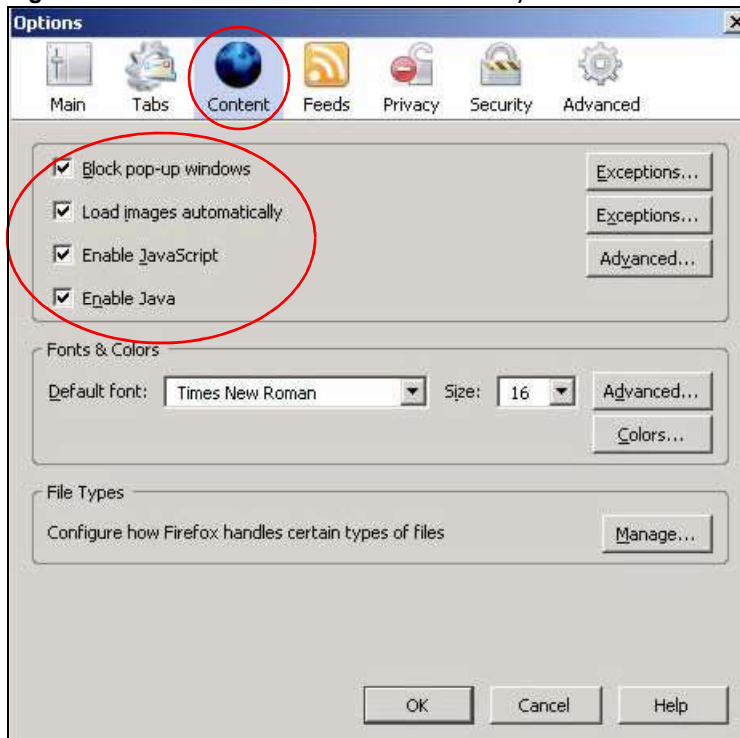 Options
Main Tabs Content Feeds Privacy Security Advanced
Block pop-up windows Exceptions...
Load images automatically Exceptions...
Enable JavaScript Advanced...
Enable Java
Fonts & Colors
Default font: Times New Roman Size: 16 Advanced...
Colors...
File Types
Configure how Firefox handles certain types of files Manage...
OK Cancel Help